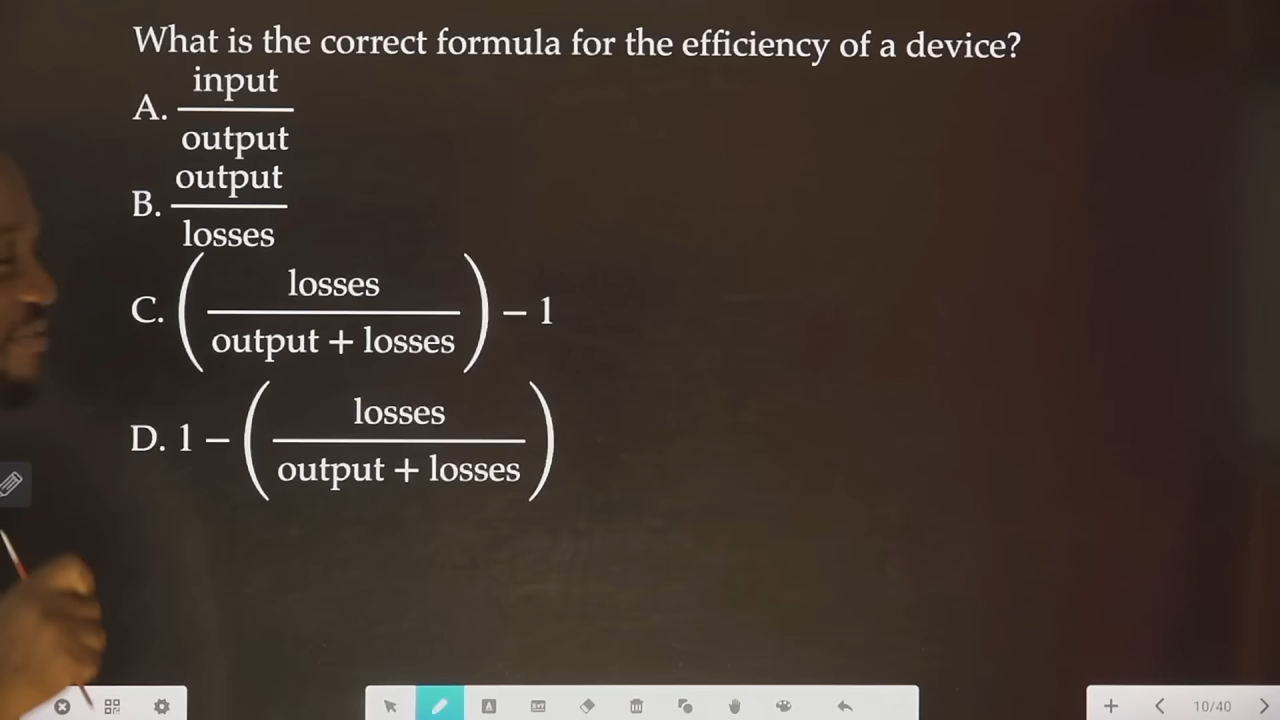 What is the correct formula for the efficiency of a device?
A. input
output
B. output
losses
C. ( losses
output + losses ) − 1
D. 1 − ( losses
output + losses )
10/40